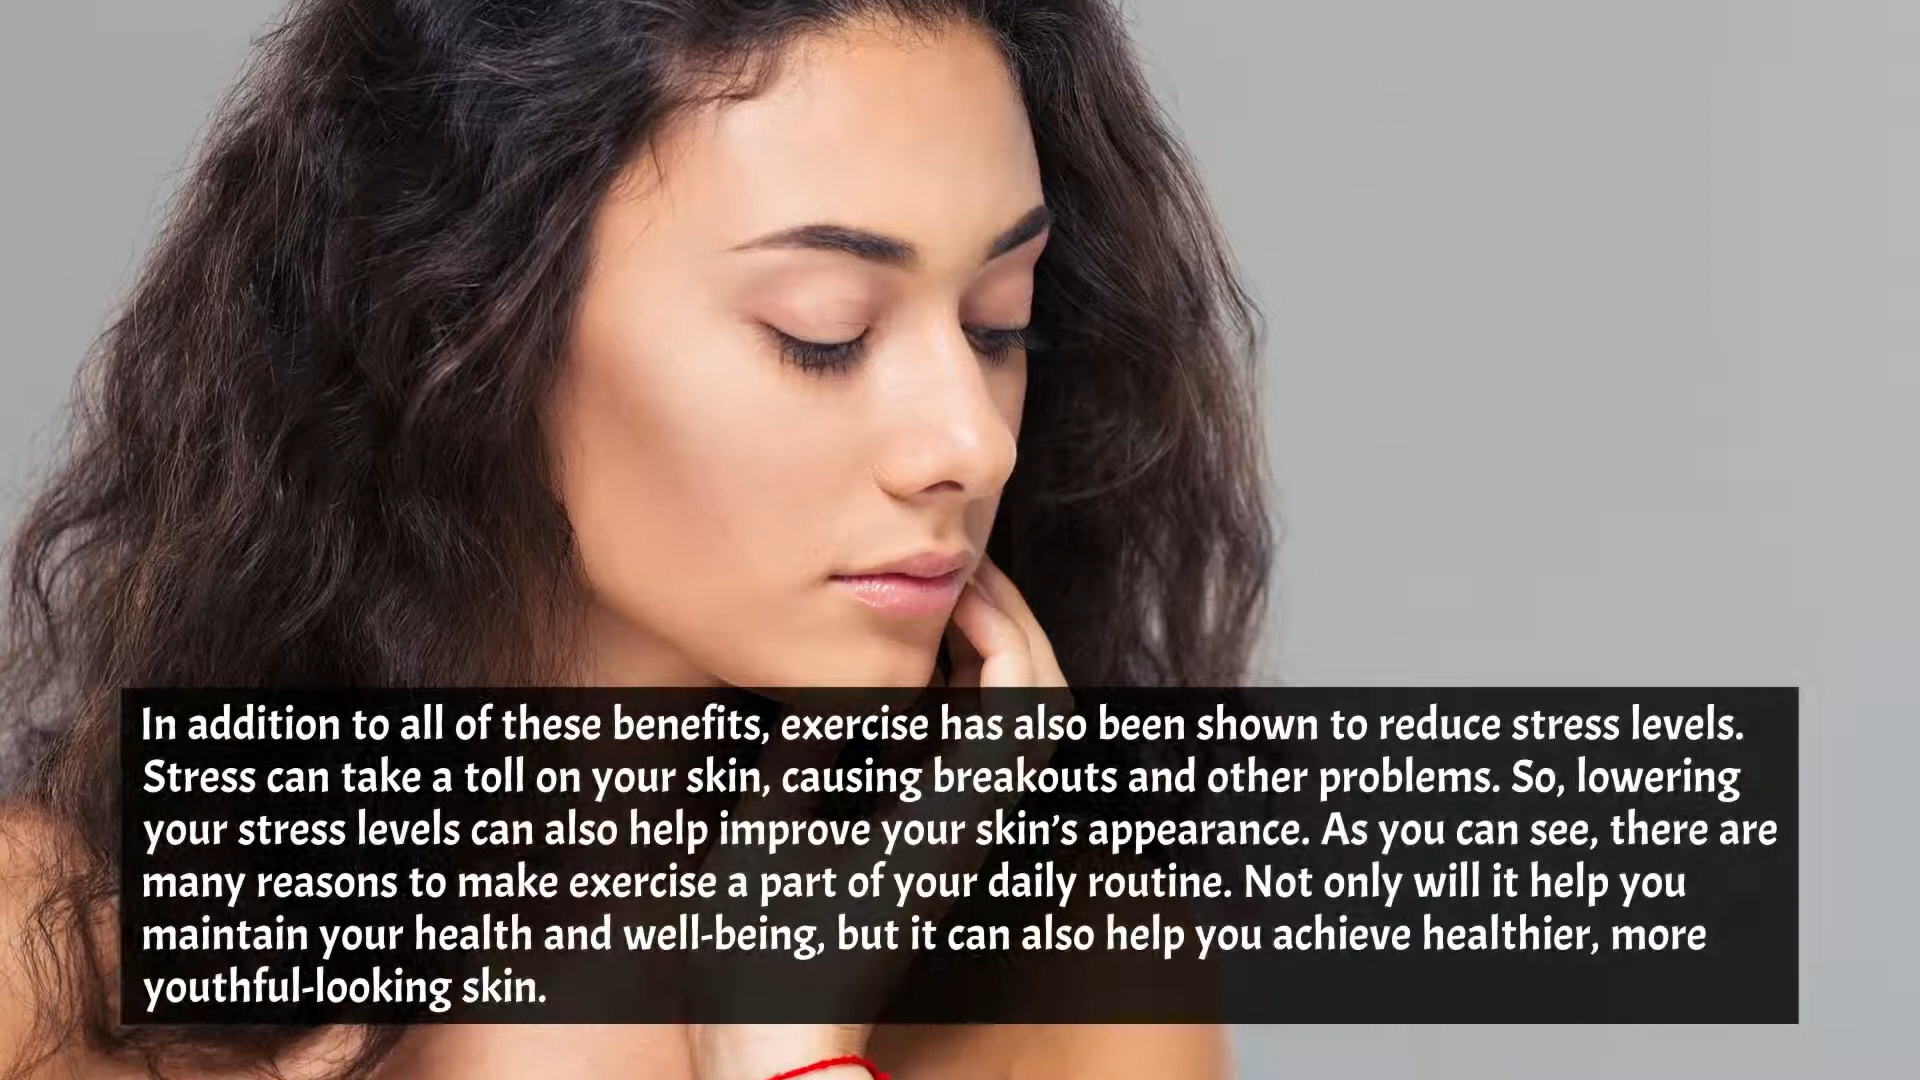 In addition to all of these benefits, exercise has also been shown to reduce stress levels.
Stress can take a toll on your skin, causing breakouts and other problems. So, lowering
your stress levels can also help improve your skin’s appearance. As you can see, there are
many reasons to make exercise a part of your daily routine. Not only will it help you
maintain your health and well-being, but it can also help you achieve healthier, more
youthful-looking skin.